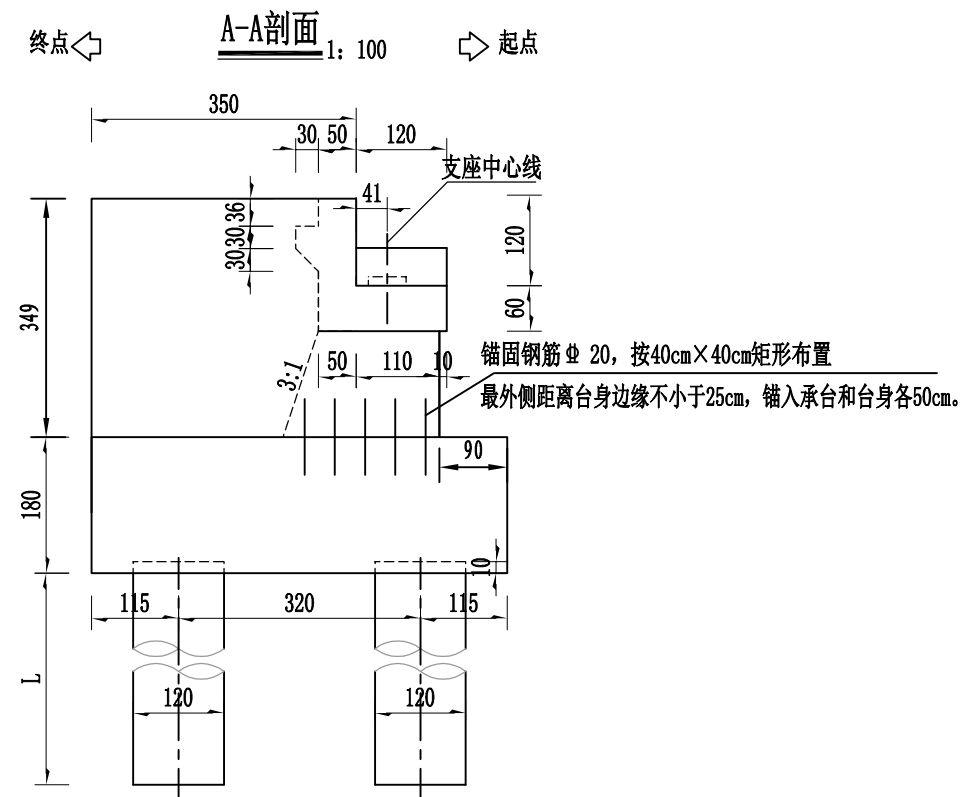 A-A剖面 1：100
终点
起点
350
30 50 120
支座中心线
41
36
30
30
120
60
349
锚固钢筋Φ 20，按40cm×40cm矩形布置
最外侧距离台身边缘不小于25cm，锚入承台和台身各50cm。
50 110 10
3:1
90
180
10
115 320 115
L
120 120